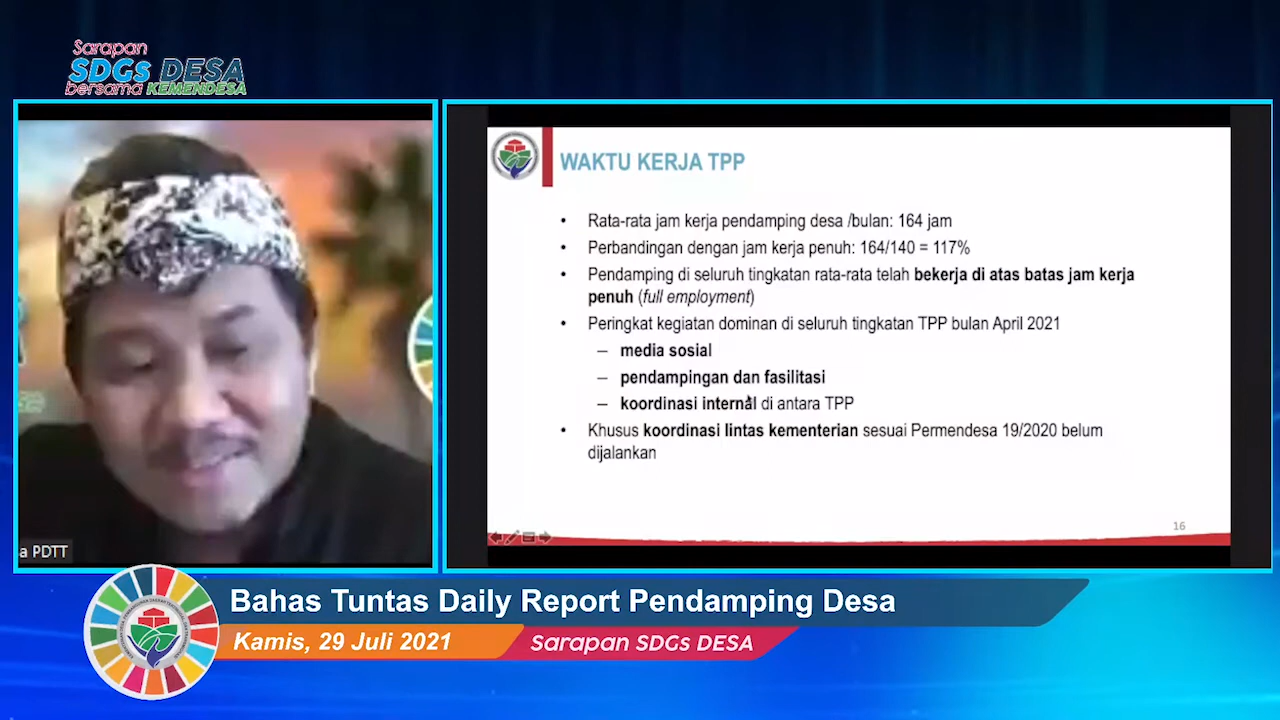 Sarapan
SDGs DESA
bersama KEMENDESA
WAKTU KERJA TPP
• Rata-rata jam kerja pendamping desa /bulan: 164 jam
• Perbandingan dengan jam kerja penuh: 164/140 = 117%
• Pendamping di seluruh tingkatan rata-rata telah bekerja di atas batas jam kerja
penuh (full employment)
• Peringkat kegiatan dominan di seluruh tingkatan TPP bulan April 2021
– media sosial
– pendampingan dan fasilitasi
– koordinasi internal di antara TPP
• Khusus koordinasi lintas kementerian sesuai Permendesa 19/2020 belum
dijalankan
16
a PDTT
Bahas Tuntas Daily Report Pendamping Desa
Kamis, 29 Juli 2021
Sarapan SDGs DESA